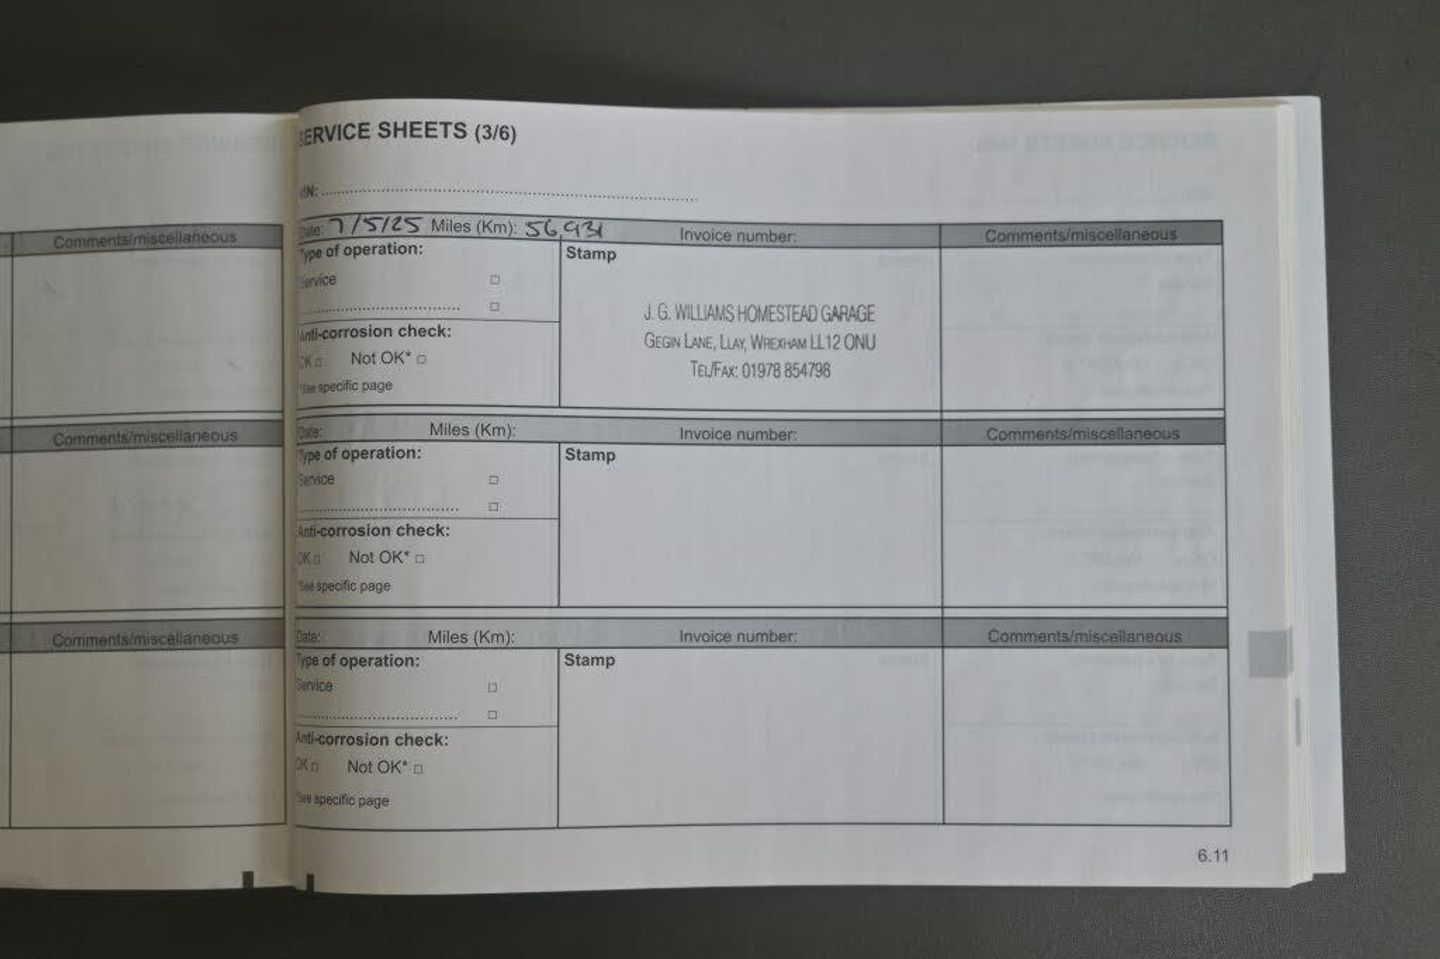 SERVICE SHEETS (3/6)
VIN:
Comments/miscellaneous
Date: 7/5/25 Miles (Km): 56,931 Invoice number: Comments/miscellaneous
Type of operation:
Stamp
Service
Anti-corrosion check:
OK Not OK*
*See specific page
J. G. WILLIAMS HOMESTEAD GARAGE
GEGIN LANE, LLAY, WREXHAM LL12 0NU
TEL/FAX: 01978 854798
Comments/miscellaneous
Date: Miles (Km): Invoice number: Comments/miscellaneous
Type of operation:
Stamp
Service
Anti-corrosion check:
OK Not OK*
*See specific page
Comments/miscellaneous
Date: Miles (Km): Invoice number: Comments/miscellaneous
Type of operation:
Stamp
Service
Anti-corrosion check:
OK Not OK*
*See specific page
6.11